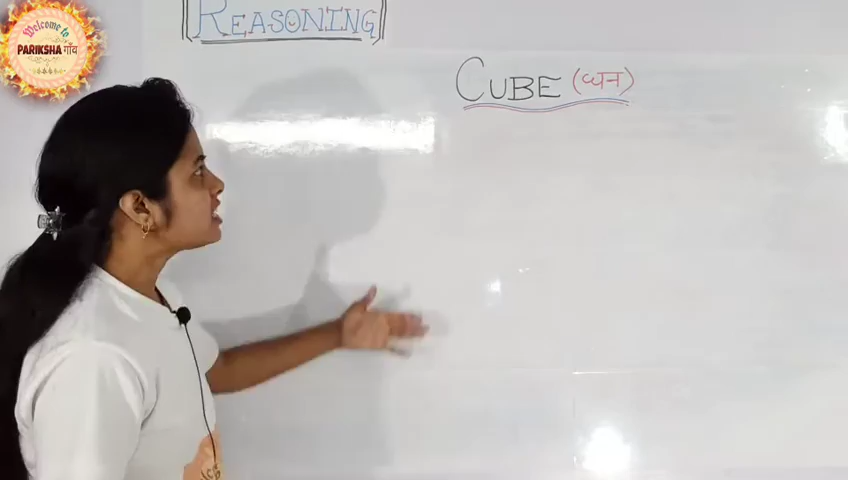 Welcome to
PARIKSHA गाँव
REASONING
CUBE (घन)